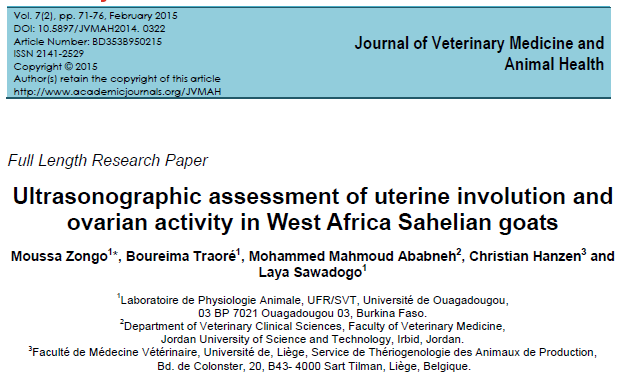 Vol. 7(2), pp. 71-76, February 2015
DOI: 10.5897/JVMAH2014. 0322
Article Number: BD353B950215
ISSN 2141-2529
Copyright © 2015
Author(s) retain the copyright of this article
http://www.academicjournals.org/JVMAH
Journal of Veterinary Medicine and
Animal Health
Full Length Research Paper
Ultrasonographic assessment of uterine involution and
ovarian activity in West Africa Sahelian goats
Moussa Zongo1*, Boureima Traoré1, Mohammed Mahmoud Ababneh2, Christian Hanzen3 and
Laya Sawadogo1
1Laboratoire de Physiologie Animale, UFR/SVT, Université de Ouagadougou,
03 BP 7021 Ouagadougou 03, Burkina Faso.
2Department of Veterinary Clinical Sciences, Faculty of Veterinary Medicine,
Jordan University of Science and Technology, Irbid, Jordan.
3Faculté de Médecine Vétérinaire, Université de, Liège, Service de Thériogenologie des Animaux de Production,
Bd. de Colonster, 20, B43- 4000 Sart Tilman, Liège, Belgique.